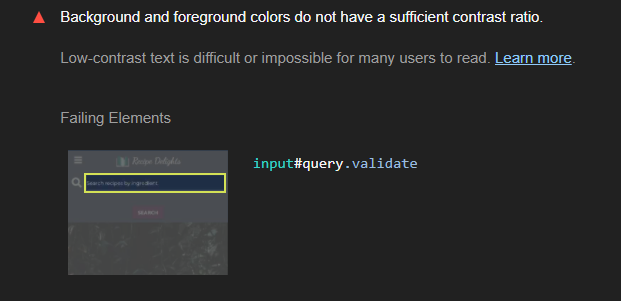 Background and foreground colors do not have a sufficient contrast ratio.
Low-contrast text is difficult or impossible for many users to read. Learn more.
Failing Elements
Recipe Delights
input#query.validate
Search recipes by ingredient
SEARCH